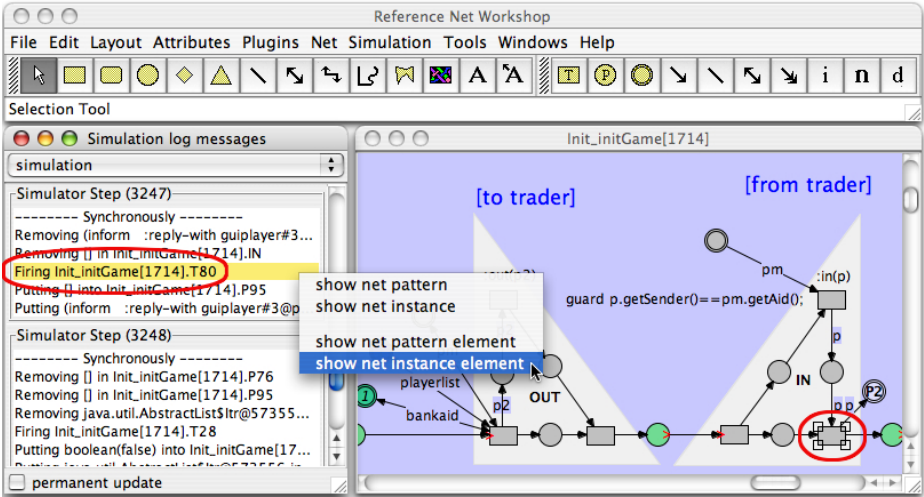 Reference Net Workshop
File Edit Layout Attributes Plugins Net Simulation Tools Windows Help
A A T P i n d
Selection Tool
Simulation log messages
simulation
Simulator Step (3247)
-------- Synchronously --------
Removing (inform :reply-with guiplayer#3...
Removing [] in Init_initGame[1714].IN
Firing Init_initGame[1714].T80
Putting [] into Init_initGame[1714].P95
Putting (inform :reply-with guiplayer#3@p
Simulator Step (3248)
-------- Synchronously --------
Removing [] in Init_initGame[1714].P76
Removing [] in Init_initGame[1714].P95
Removing java.util.AbstractList$Itr@57355...
Firing Init_initGame[1714].T28
Putting boolean(false) into Init_initGame[17...
permanent update
show net pattern
show net instance
show net pattern element
show net instance element
Init_initGame[1714]
[to trader]
[from trader]
pm
:in(p)
guard p.getSender()==pm.getAid();
p
IN
playerlist
1
bankaid
p2
OUT
p p
P2